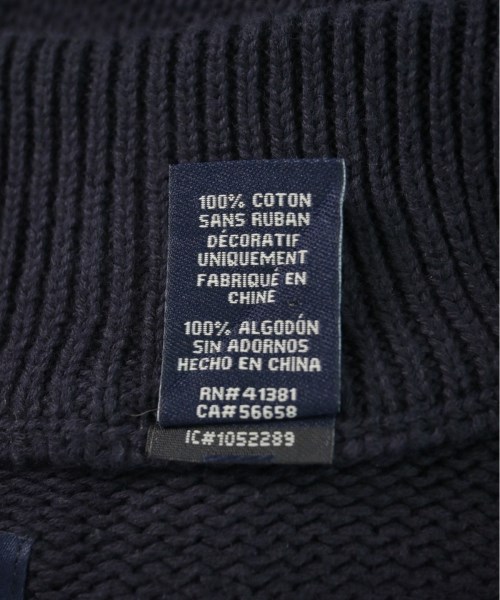 100% COTON
SANS RUBAN
DÉCORATIF
UNIQUEMENT
FABRIQUÉ EN
CHINE
100% ALGODÓN
SIN ADORNOS
HECHO EN CHINA
RN# 41381
CA#56658
IC#1052289